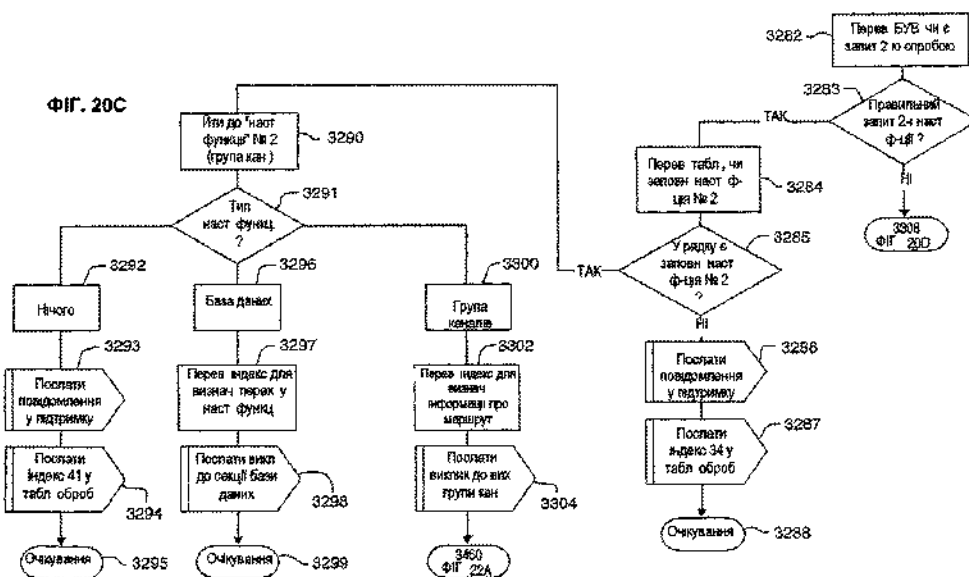 ФІГ. 20C
3282
Перев БУВ чи є
запит 2 ю спробою
3283
Правильний
запит 2-ї наст
ф-ції ?
ТАК
НІ
3308
ФІГ 20D
3284
Перев табл, чи
заповн наст ф-
ція № 2
3285
У рядку є
заповн наст
ф-ція № 2
?
ТАК
НІ
3286
Послати
повідомлення
у підтримку
3287
Послати
індекс 34 у
табл оброб
Очікування
3288
Йти до "наст
функції" № 2
(група кан )
3290
3291
Тип
наст функц.
?
3292
Нічого
3293
Послати
повідомлення
у підтримку
Послати
індекс 41 у
табл оброб
3294
Очікування
3295
3296
База даних
3297
Перев індекс для
визнач перех у
наст функц
Послати викл
до секції бази
даних
3298
Очікування
3299
3300
Група
каналів
3302
Перев індекс для
визнач
інформації про
маршрут
Послати
виклик до вих
групи кан
3304
3460
ФІГ 22A